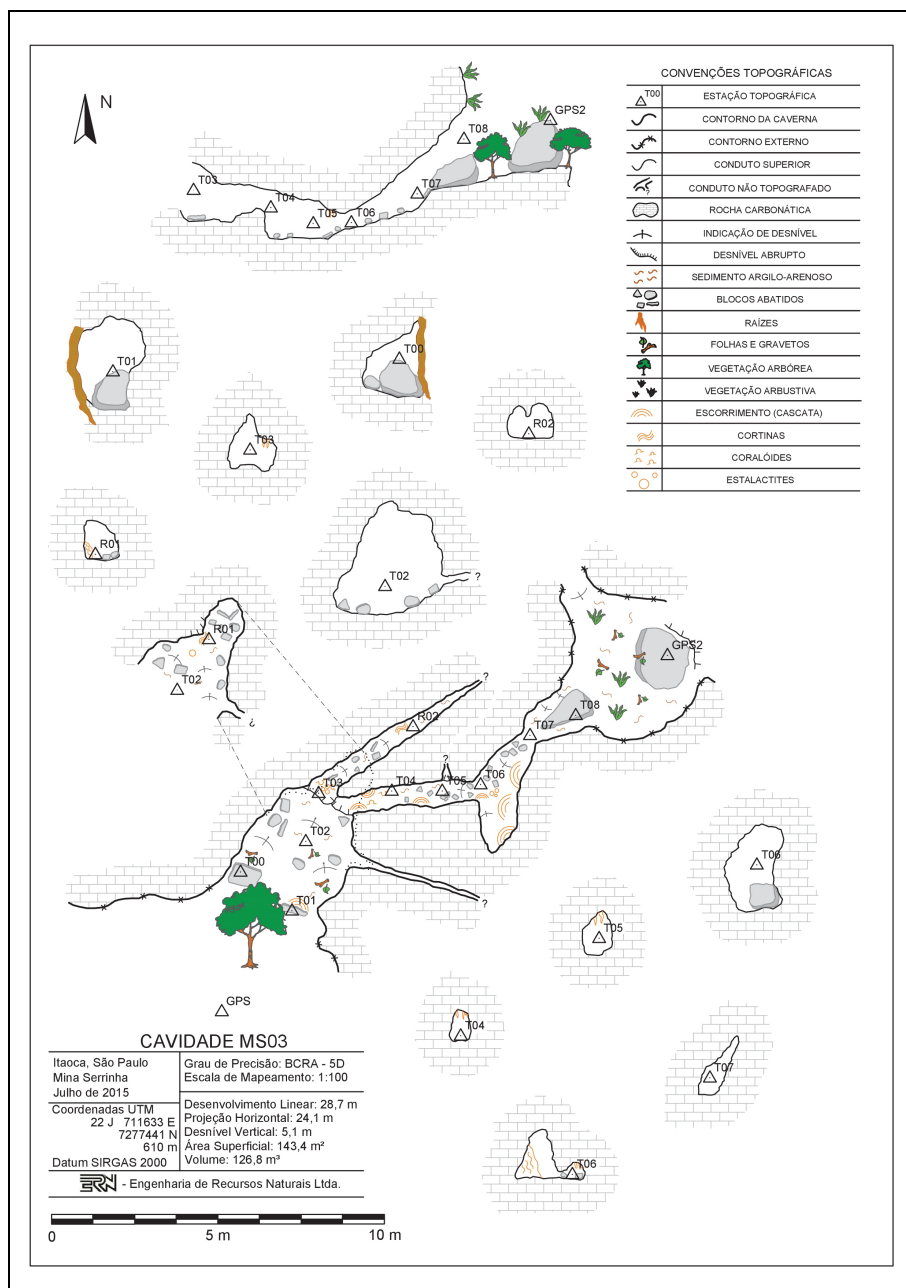 N
GPS2
T08
T07
T03
T04
T05
T06
CONVENÇÕES TOPOGRÁFICAS
T00
ESTAÇÃO TOPOGRÁFICA
CONTORNO DA CAVERNA
CONTORNO EXTERNO
CONDUTO SUPERIOR
?
CONDUTO NÃO TOPOGRAFADO
ROCHA CARBONÁTICA
INDICAÇÃO DE DESNÍVEL
DESNÍVEL ABRUPTO
SEDIMENTO ARGILO-ARENOSO
BLOCOS ABATIDOS
RAÍZES
FOLHAS E GRAVETOS
VEGETAÇÃO ARBÓREA
VEGETAÇÃO ARBUSTIVA
ESCORRIMENTO (CASCATA)
CORTINAS
CORALÓIDES
ESTALACTITES
T01
T00
T03
R02
R01
T02
?
R01
T02
¿
GPS2
T08
T07
?
R02
?
T03
T04
T05
T06
T02
T00
T01
?
T06
T05
T04
T07
T06
GPS
CAVIDADE MS03
Itaoca, São Paulo
Mina Serrinha
Julho de 2015
Grau de Precisão: BCRA - 5D
Escala de Mapeamento: 1:100
Coordenadas UTM
22 J 711633 E
7277441 N
610 m
Datum SIRGAS 2000
Desenvolvimento Linear: 28,7 m
Projeção Horizontal: 24,1 m
Desnível Vertical: 5,1 m
Área Superficial: 143,4 m²
Volume: 126,8 m³
ERN - Engenharia de Recursos Naturais Ltda.
0 5 m 10 m